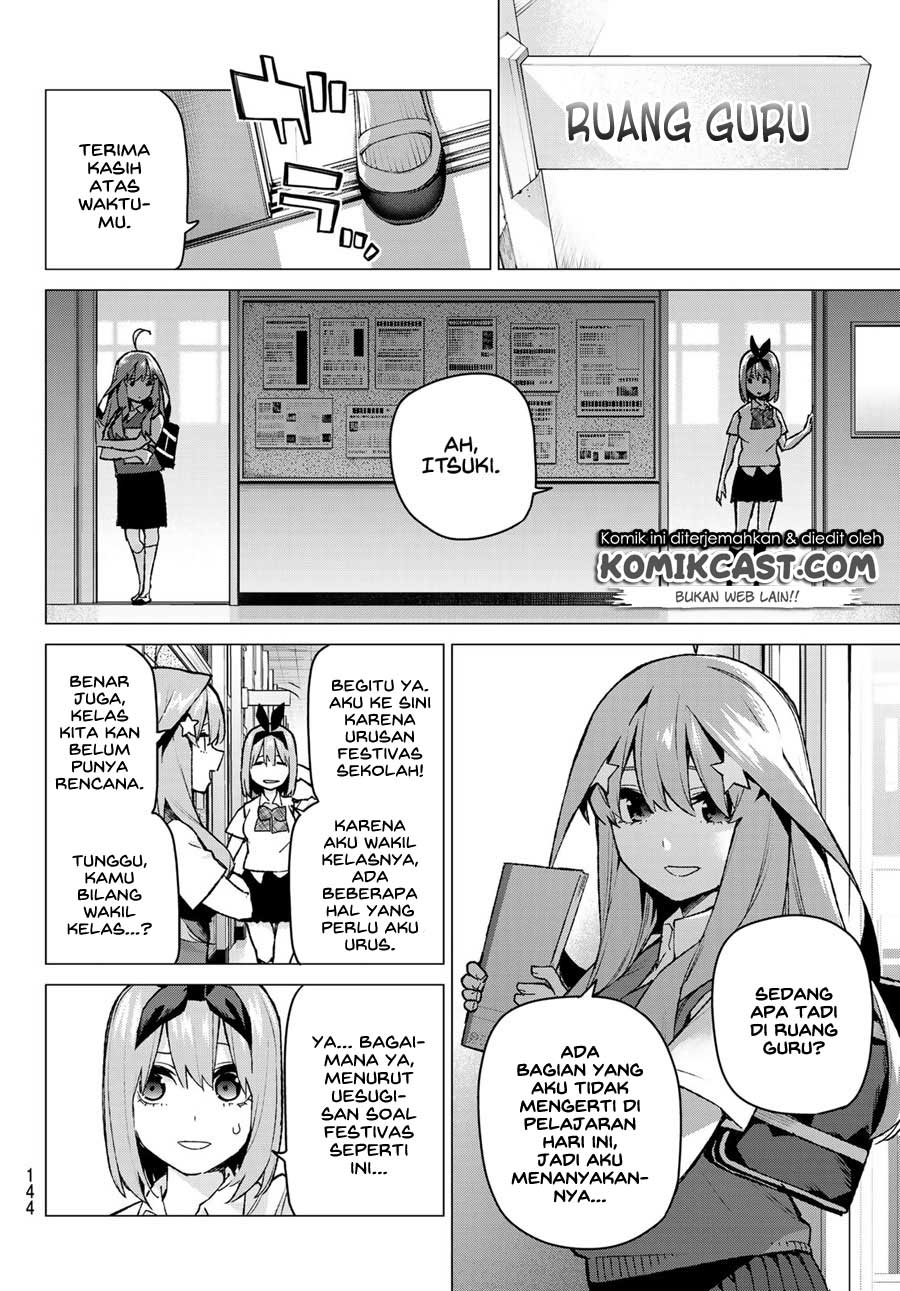 RUANG GURU
TERIMA
KASIH
ATAS
WAKTU-
MU.
AH,
ITSUKI.
Komik ini diterjemahkan & diedit oleh
KOMIKCAST.COM
BUKAN WEB LAIN!!
SEDANG
APA TADI
DI RUANG
GURU?
ADA
BAGIAN YANG
AKU TIDAK
MENGERTI DI
PELAJARAN
HARI INI,
JADI AKU
MENANYAKAN-
NYA...
BEGITU YA.
AKU KE SINI
KARENA
URUSAN
FESTIVAS
SEKOLAH!
KARENA
AKU WAKIL
KELASNYA,
ADA
BEBERAPA
HAL YANG
PERLU AKU
URUS.
BENAR
JUGA,
KELAS
KITA KAN
BELUM
PUNYA
RENCANA.
TUNGGU,
KAMU
BILANG
WAKIL
KELAS...?
YA... BAGAI-
MANA YA,
MENURUT
UESUGI-
SAN SOAL
FESTIVAS
SEPERTI
INI...
144